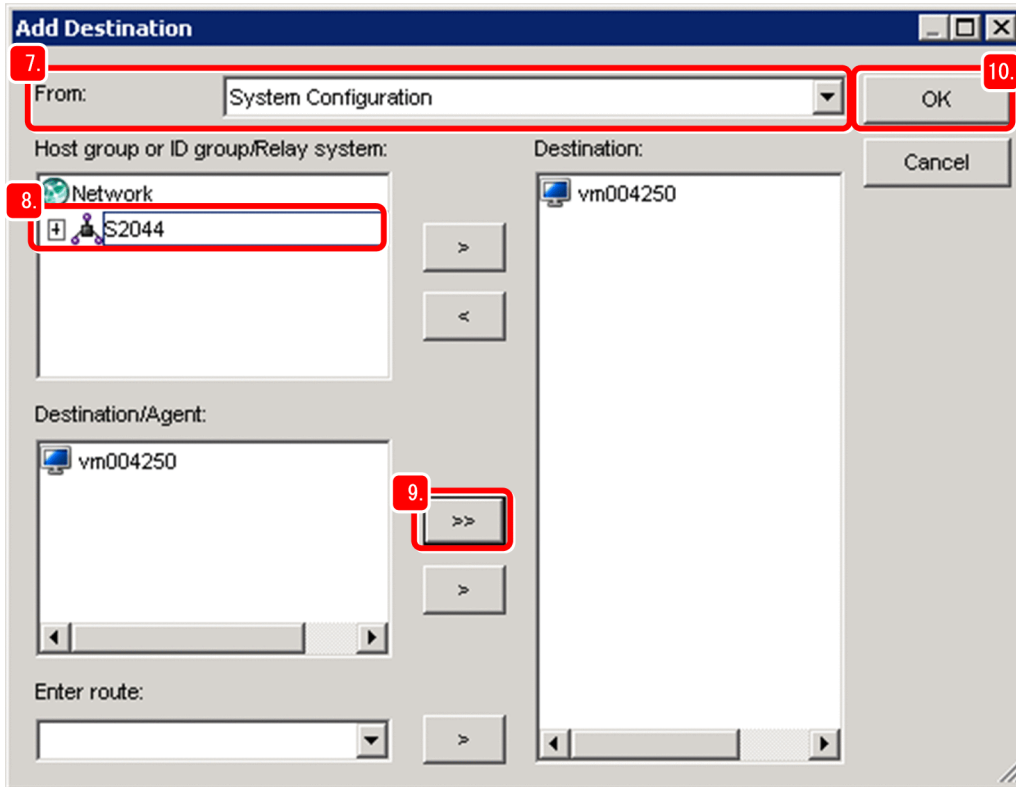 Add Destination
7.
From:
System Configuration
10.
OK
Host group or ID group/Relay system:
Destination:
Cancel
Network
vm004250
8.
S2044
>
<
Destination/Agent:
vm004250
9.
>>
>
Enter route:
>